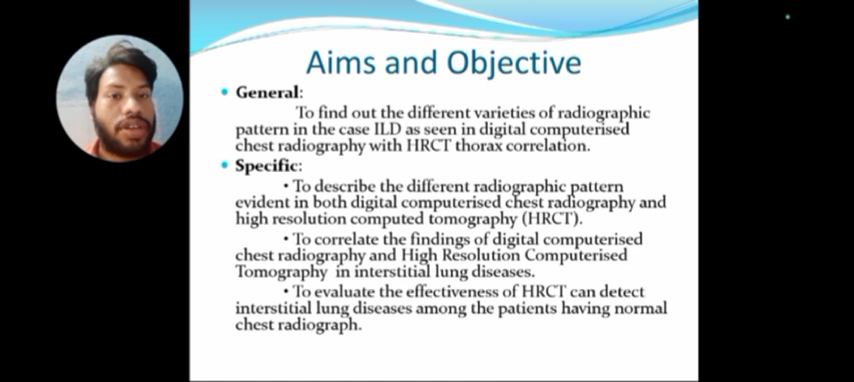 Aims and Objective
• General:
To find out the different varieties of radiographic
pattern in the case ILD as seen in digital computerised
chest radiography with HRCT thorax correlation.
• Specific:
• To describe the different radiographic pattern
evident in both digital computerised chest radiography and
high resolution computed tomography (HRCT).
• To correlate the findings of digital computerised
chest radiography and High Resolution Computerised
Tomography in interstitial lung diseases.
• To evaluate the effectiveness of HRCT can detect
interstitial lung diseases among the patients having normal
chest radiograph.